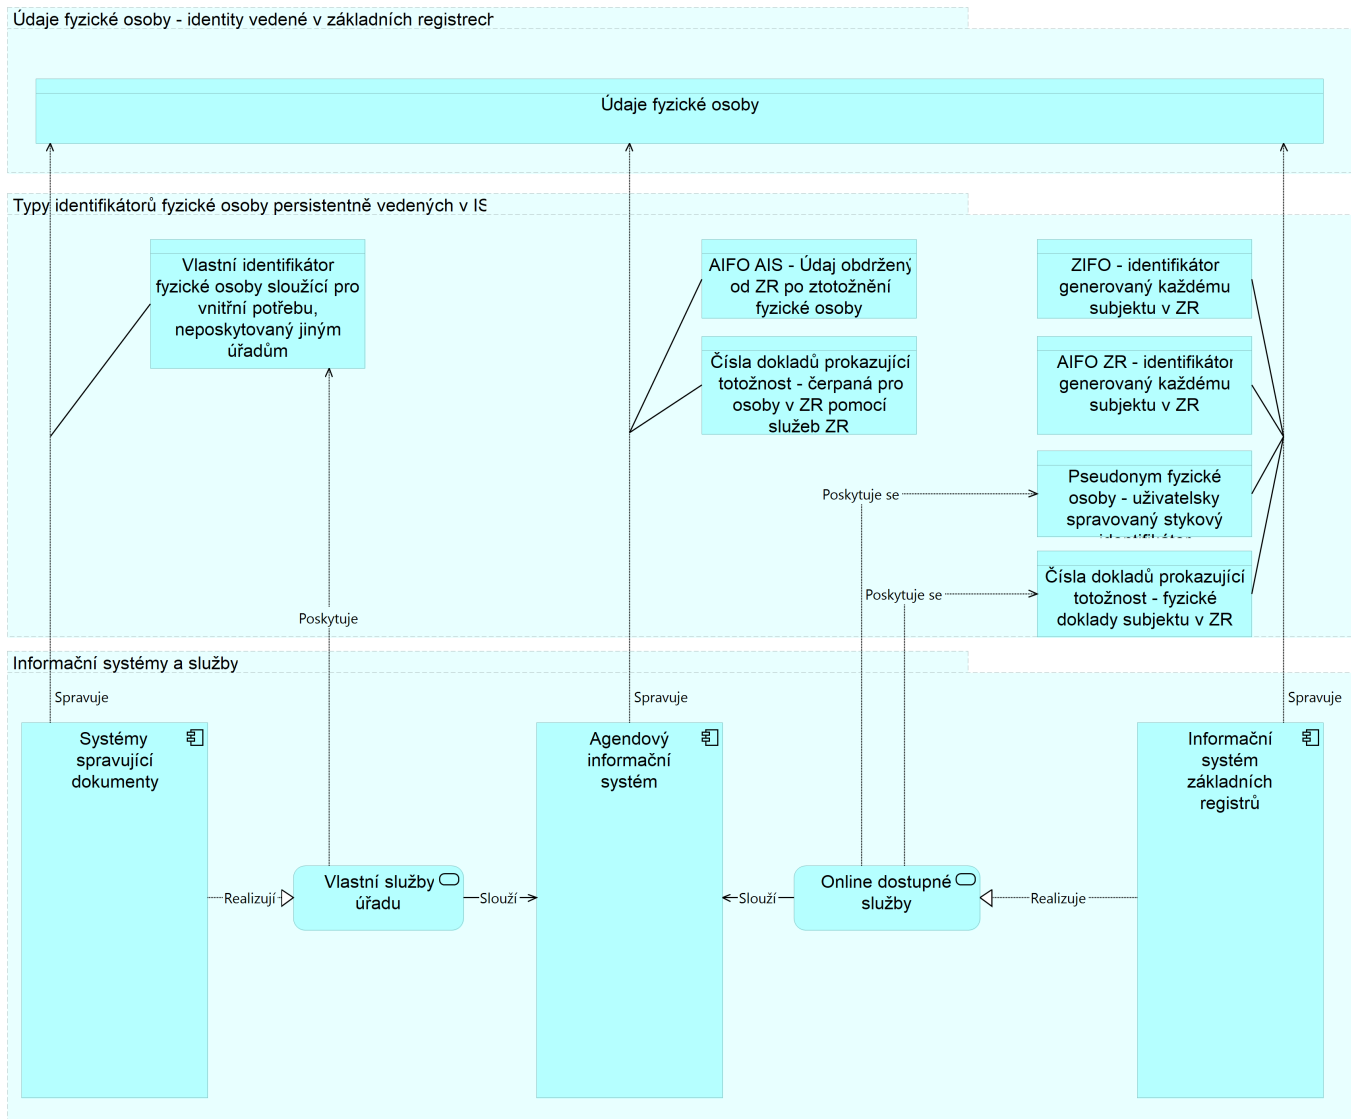 Údaje fyzické osoby - identity vedené v základních registrech
Údaje fyzické osoby
Typy identifikátorů fyzické osoby persistentně vedených v IS
Vlastní identifikátor
fyzické osoby sloužící pro
vnitřní potřebu,
neposkytovaný jiným
úřadům
AIFO AIS - Údaj obdržený
od ZR po ztotožnění
fyzické osoby
Čísla dokladů prokazující
totožnost - čerpaná pro
osoby v ZR pomocí
služeb ZR
ZIFO - identifikátor
generovaný každému
subjektu v ZR
AIFO ZR - identifikátor
generovaný každému
subjektu v ZR
Poskytuje se
Pseudonym fyzické
osoby - uživatelsky
spravovaný stykový
identifikátor
Poskytuje se
Čísla dokladů prokazující
totožnost - fyzické
doklady subjektu v ZR
Poskytuje
Informační systémy a služby
Spravuje
Spravuje
Spravuje
Systémy
spravující
dokumenty
Agendový
informační
systém
Informační
systém
základních
registrů
Realizují
Vlastní služby
úřadu
Slouží
Slouží
Online dostupné
služby
Realizuje